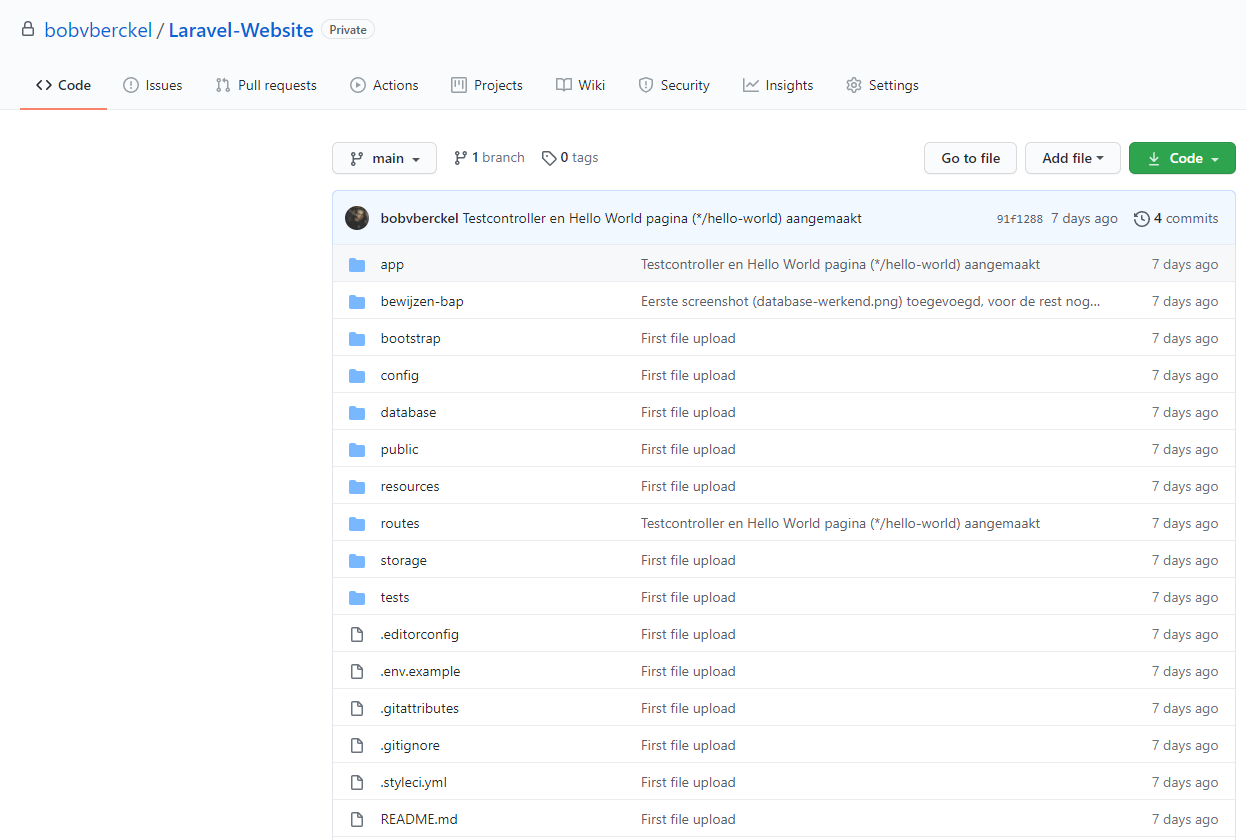 bobvberckel / Laravel-Website Private
Code Issues Pull requests Actions Projects Wiki Security Insights Settings
main 1 branch 0 tags Go to file Add file Code
bobvberckel Testcontroller en Hello World pagina (*/hello-world) aangemaakt 91f1288 7 days ago 4 commits
app Testcontroller en Hello World pagina (*/hello-world) aangemaakt 7 days ago
bewijzen-bap Eerste screenshot (database-werkend.png) toegevoegd, voor de rest nog... 7 days ago
bootstrap First file upload 7 days ago
config First file upload 7 days ago
database First file upload 7 days ago
public First file upload 7 days ago
resources First file upload 7 days ago
routes Testcontroller en Hello World pagina (*/hello-world) aangemaakt 7 days ago
storage First file upload 7 days ago
tests First file upload 7 days ago
.editorconfig First file upload 7 days ago
.env.example First file upload 7 days ago
.gitattributes First file upload 7 days ago
.gitignore First file upload 7 days ago
.styleci.yml First file upload 7 days ago
README.md First file upload 7 days ago